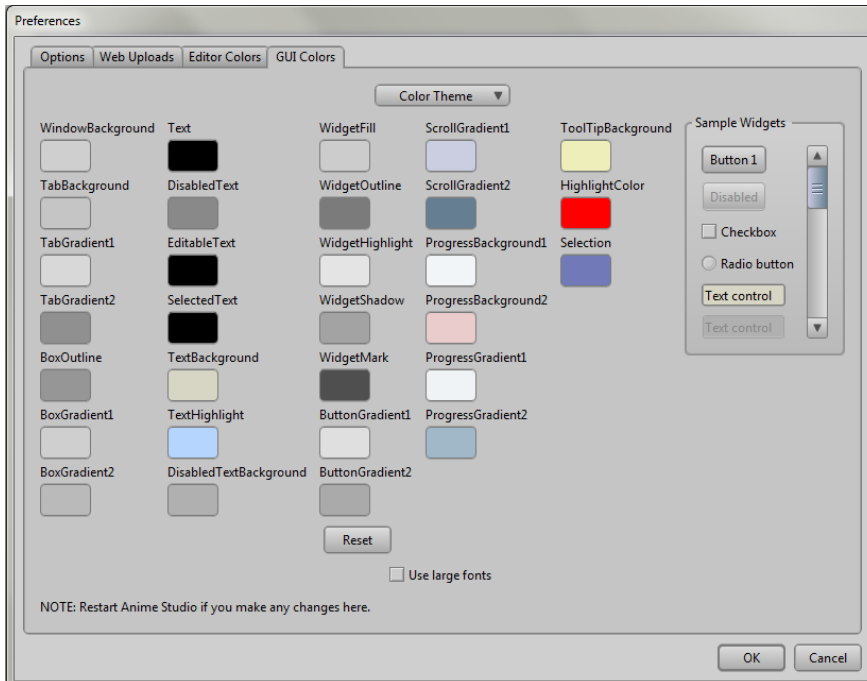 Preferences
Options Web Uploads Editor Colors GUI Colors
Color Theme
WindowBackground Text WidgetFill ScrollGradient1 ToolTipBackground Sample Widgets
Button 1
TabBackground DisabledText WidgetOutline ScrollGradient2 HighlightColor
Disabled
TabGradient1 EditableText WidgetHighlight ProgressBackground1 Selection
Checkbox
Radio button
TabGradient2 SelectedText WidgetShadow ProgressBackground2
Text control
Text control
BoxOutline TextBackground WidgetMark ProgressGradient1
BoxGradient1 TextHighlight ButtonGradient1 ProgressGradient2
BoxGradient2 DisabledTextBackground ButtonGradient2
Reset
Use large fonts
NOTE: Restart Anime Studio if you make any changes here.
OK Cancel